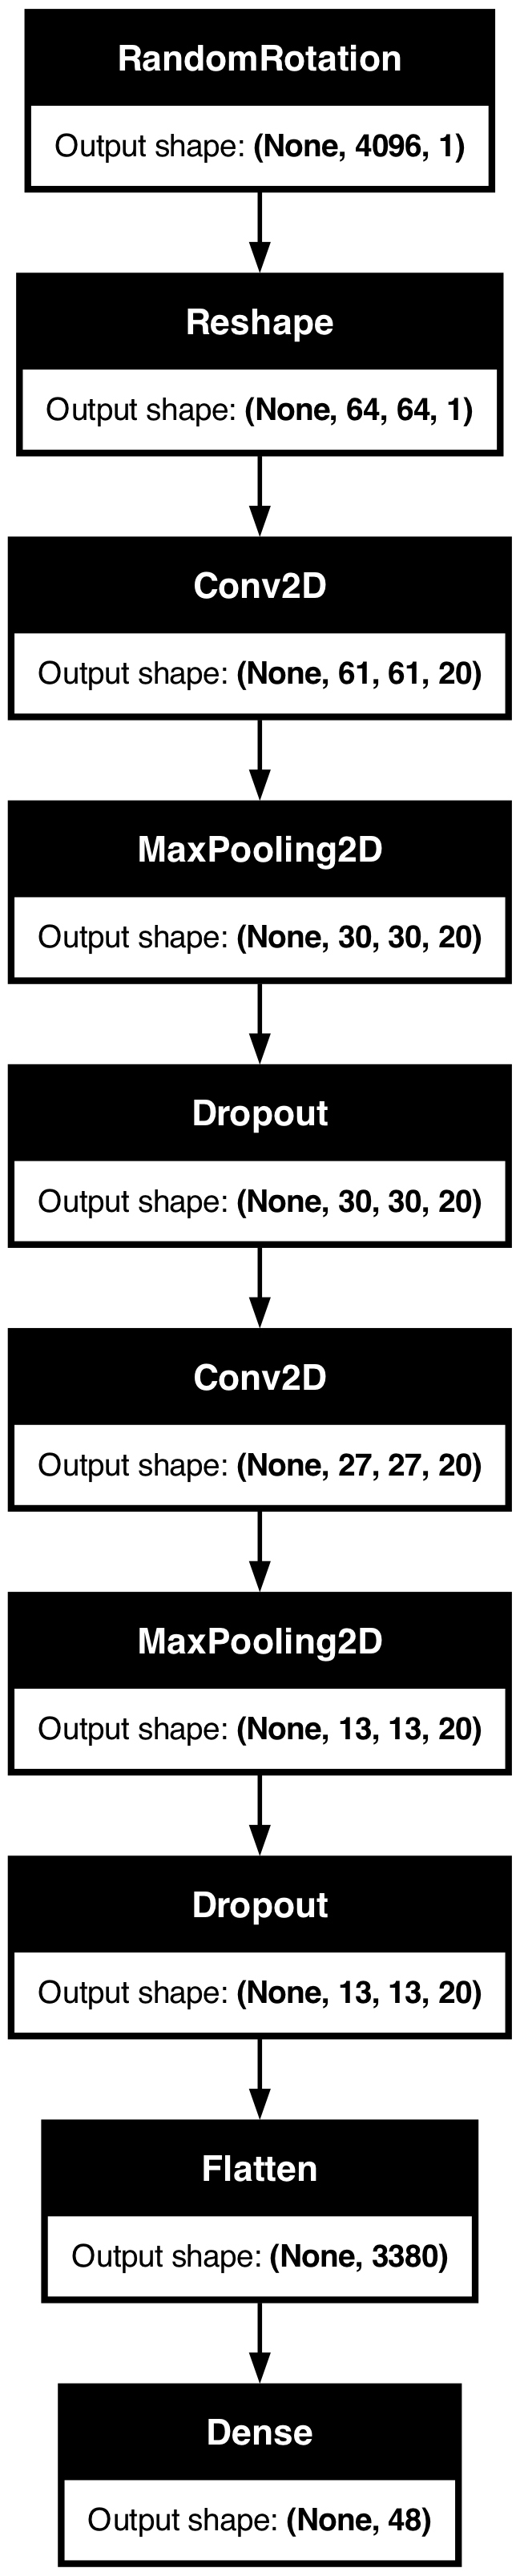 RandomRotation
Output shape: (None, 4096, 1)
Reshape
Output shape: (None, 64, 64, 1)
Conv2D
Output shape: (None, 61, 61, 20)
MaxPooling2D
Output shape: (None, 30, 30, 20)
Dropout
Output shape: (None, 30, 30, 20)
Conv2D
Output shape: (None, 27, 27, 20)
MaxPooling2D
Output shape: (None, 13, 13, 20)
Dropout
Output shape: (None, 13, 13, 20)
Flatten
Output shape: (None, 3380)
Dense
Output shape: (None, 48)